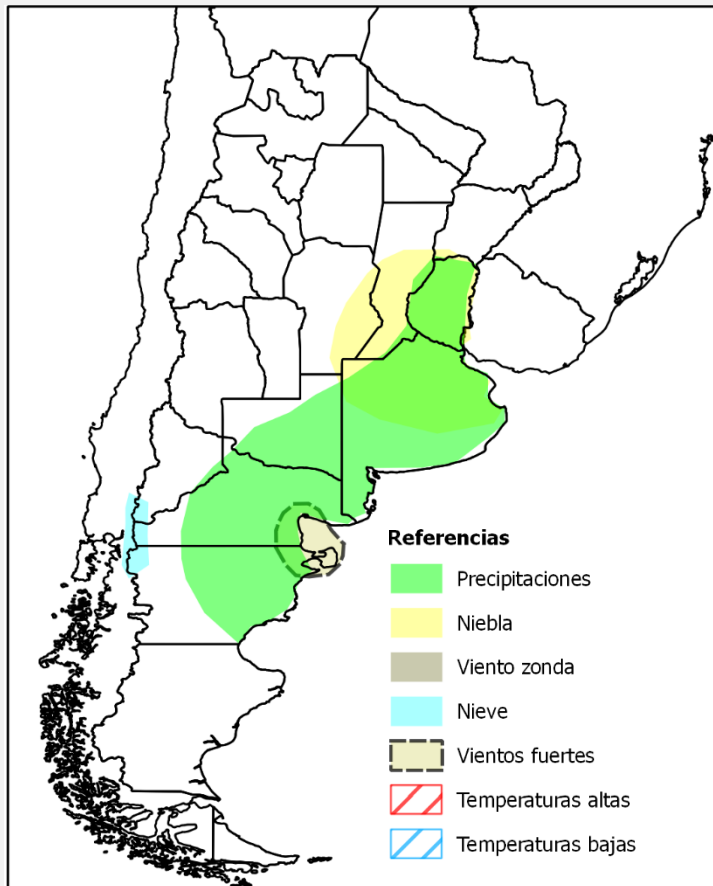 Referencias
Precipitaciones
Niebla
Viento zonda
Nieve
Vientos fuertes
Temperaturas altas
Temperaturas bajas